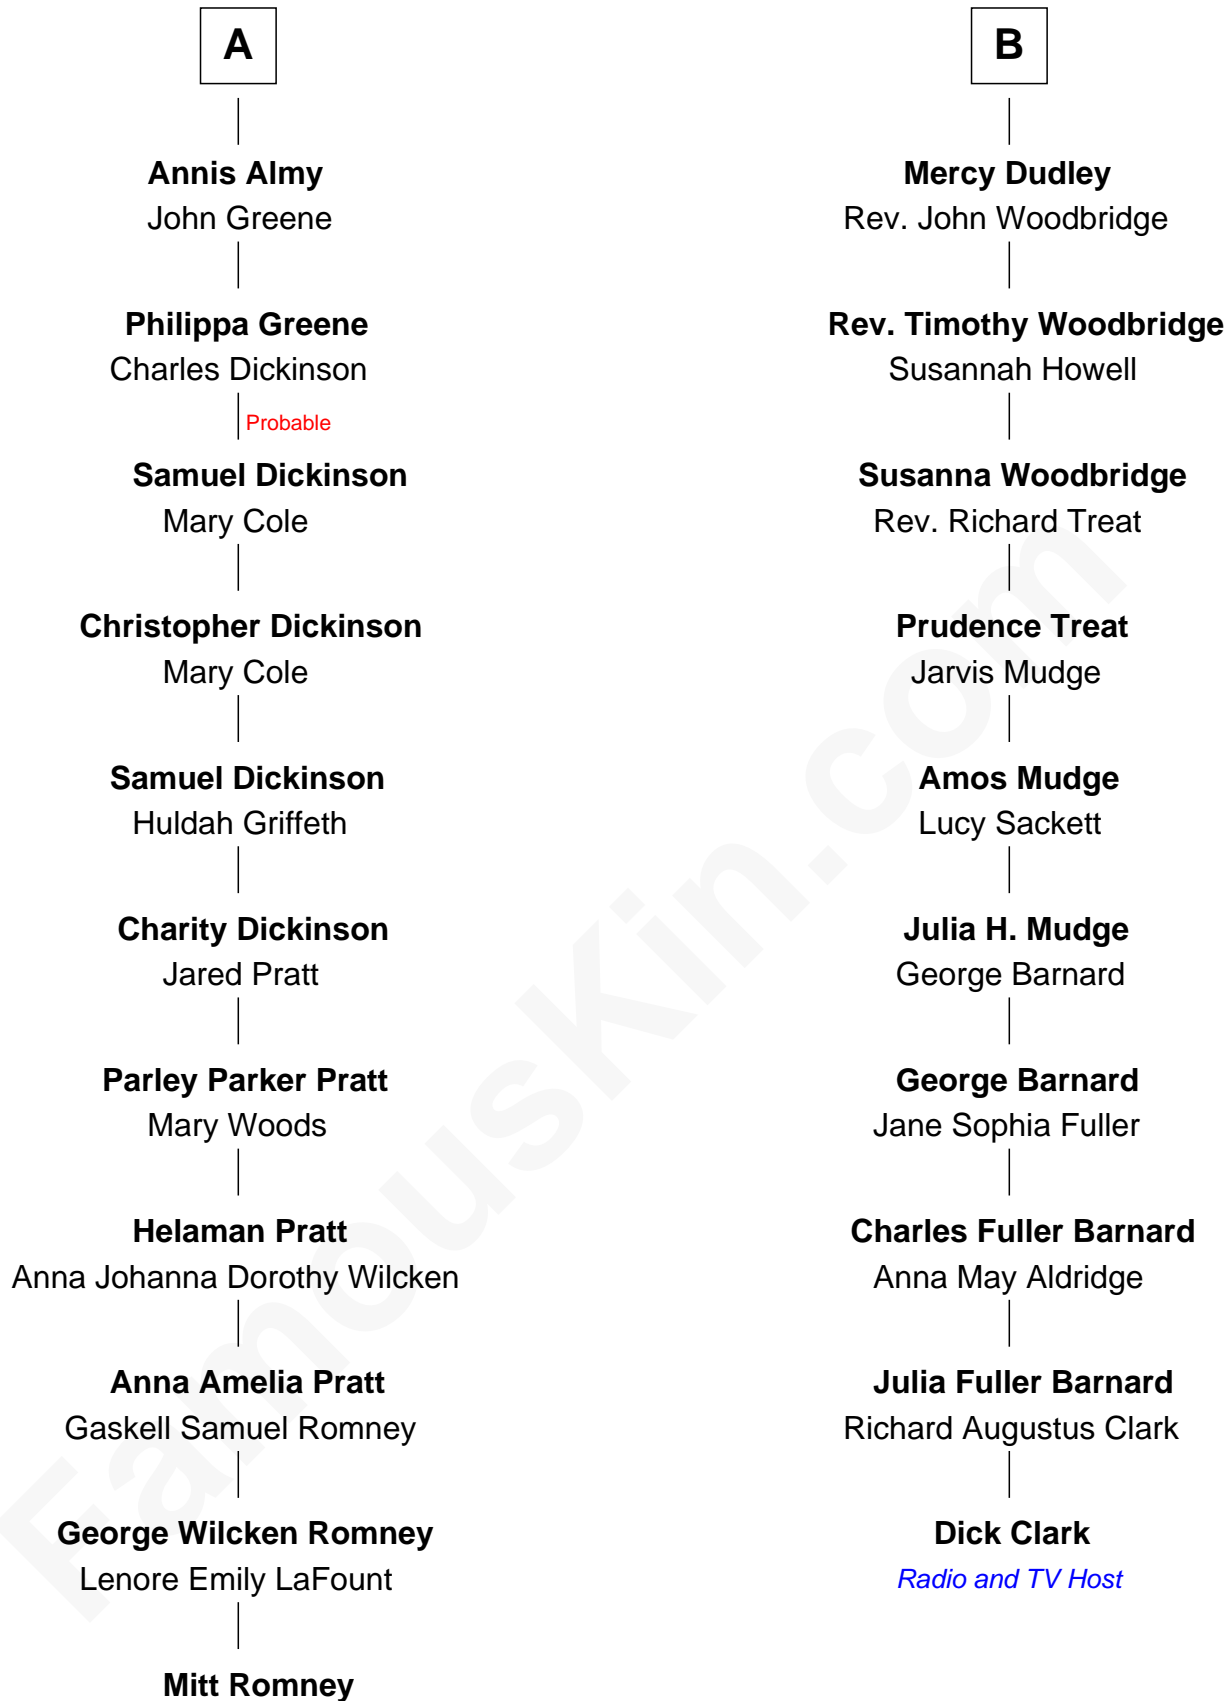 A
Annis Almy
John Greene
Philippa Greene
Charles Dickinson
Probable
Samuel Dickinson
Mary Cole
Christopher Dickinson
Mary Cole
Samuel Dickinson
Huldah Griffeth
Charity Dickinson
Jared Pratt
Parley Parker Pratt
Mary Woods
Helaman Pratt
Anna Johanna Dorothy Wilcken
Anna Amelia Pratt
Gaskell Samuel Romney
George Wilcken Romney
Lenore Emily LaFount
Mitt Romney
B
Mercy Dudley
Rev. John Woodbridge
Rev. Timothy Woodbridge
Susannah Howell
Susanna Woodbridge
Rev. Richard Treat
Prudence Treat
Jarvis Mudge
Amos Mudge
Lucy Sackett
Julia H. Mudge
George Barnard
George Barnard
Jane Sophia Fuller
Charles Fuller Barnard
Anna May Aldridge
Julia Fuller Barnard
Richard Augustus Clark
Dick Clark
Radio and TV Host
FamousKin.com